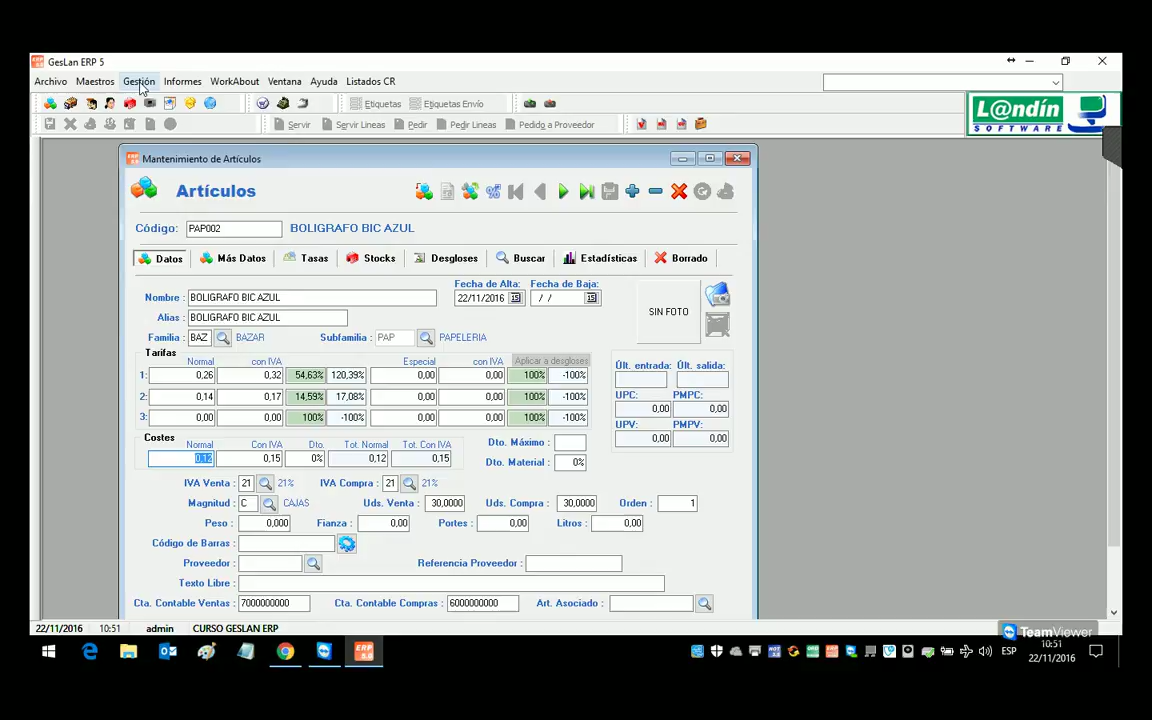 GesLan ERP 5
Archivo Maestros Gestión Informes WorkAbout Ventana Ayuda Listados CR
Etiquetas Etiquetas Envío
Servir Servir Lineas Pedir Pedir Lineas Pedido a Proveedor
L@ndín
SOFTWARE
Mantenimiento de Artículos
Artículos
Código: PAP002 BOLIGRAFO BIC AZUL
Datos Más Datos Tasas Stocks Desgloses Buscar Estadísticas Borrado
Fecha de Alta: Fecha de Baja:
Nombre : BOLIGRAFO BIC AZUL 22/11/2016 / /
SIN FOTO
Alias : BOLIGRAFO BIC AZUL
Familia : BAZ BAZAR Subfamilia : PAP PAPELERIA
Tarifas
Normal con IVA Especial con IVA Aplicar a desgloses
1: 0,26 0,32 54,63% 120,39% 0,00 0,00 100% -100%
2: 0,14 0,17 14,59% 17,08% 0,00 0,00 100% -100%
3: 0,00 0,00 100% -100% 0,00 0,00 100% -100%
Últ. entrada: Últ. salida:
UPC: PMPC:
0,00 0,00
UPV: PMPV:
0,00 0,00
Costes
Normal Con IVA Dto. Tot. Normal Tot. Con IVA
0,12 0,15 0% 0,12 0,15
Dto. Máximo :
Dto. Material : 0%
IVA Venta : 21 21% IVA Compra : 21 21%
Magnitud : C CAJAS Uds. Venta : 30,0000 Uds. Compra : 30,0000 Orden : 1
Peso : 0,000 Fianza : 0,00 Portes : 0,00 Litros : 0,00
Código de Barras :
Proveedor : Referencia Proveedor :
Texto Libre :
Cta. Contable Ventas : 7000000000 Cta. Contable Compras : 6000000000 Art. Asociado :
22/11/2016 10:51 admin CURSO GESLAN ERP
TeamViewer
ESP
10:51
22/11/2016